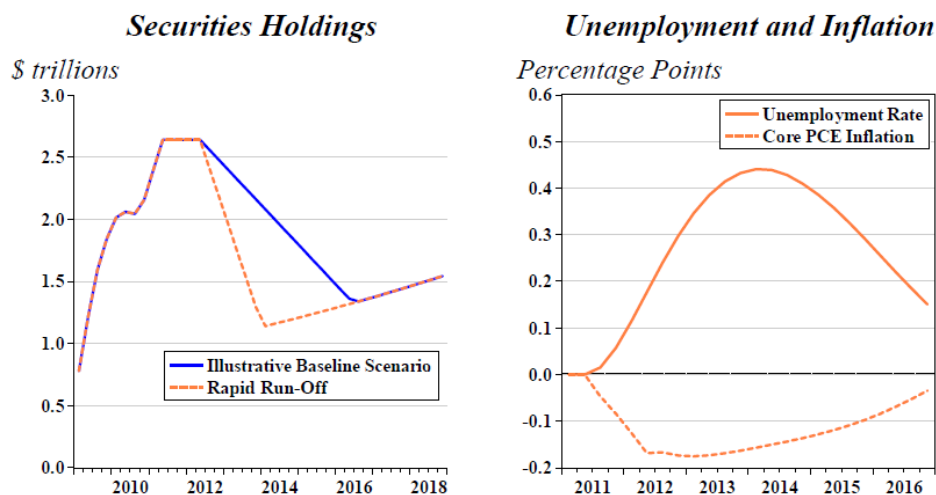 Securities Holdings
$ trillions
3.0
2.5
2.0
1.5
1.0
0.5
0.0
Illustrative Baseline Scenario
Rapid Run-Off
2010 2012 2014 2016 2018
Unemployment and Inflation
Percentage Points
0.6
0.5
0.4
0.3
0.2
0.1
0.0
-0.1
-0.2
Unemployment Rate
Core PCE Inflation
2011 2012 2013 2014 2015 2016